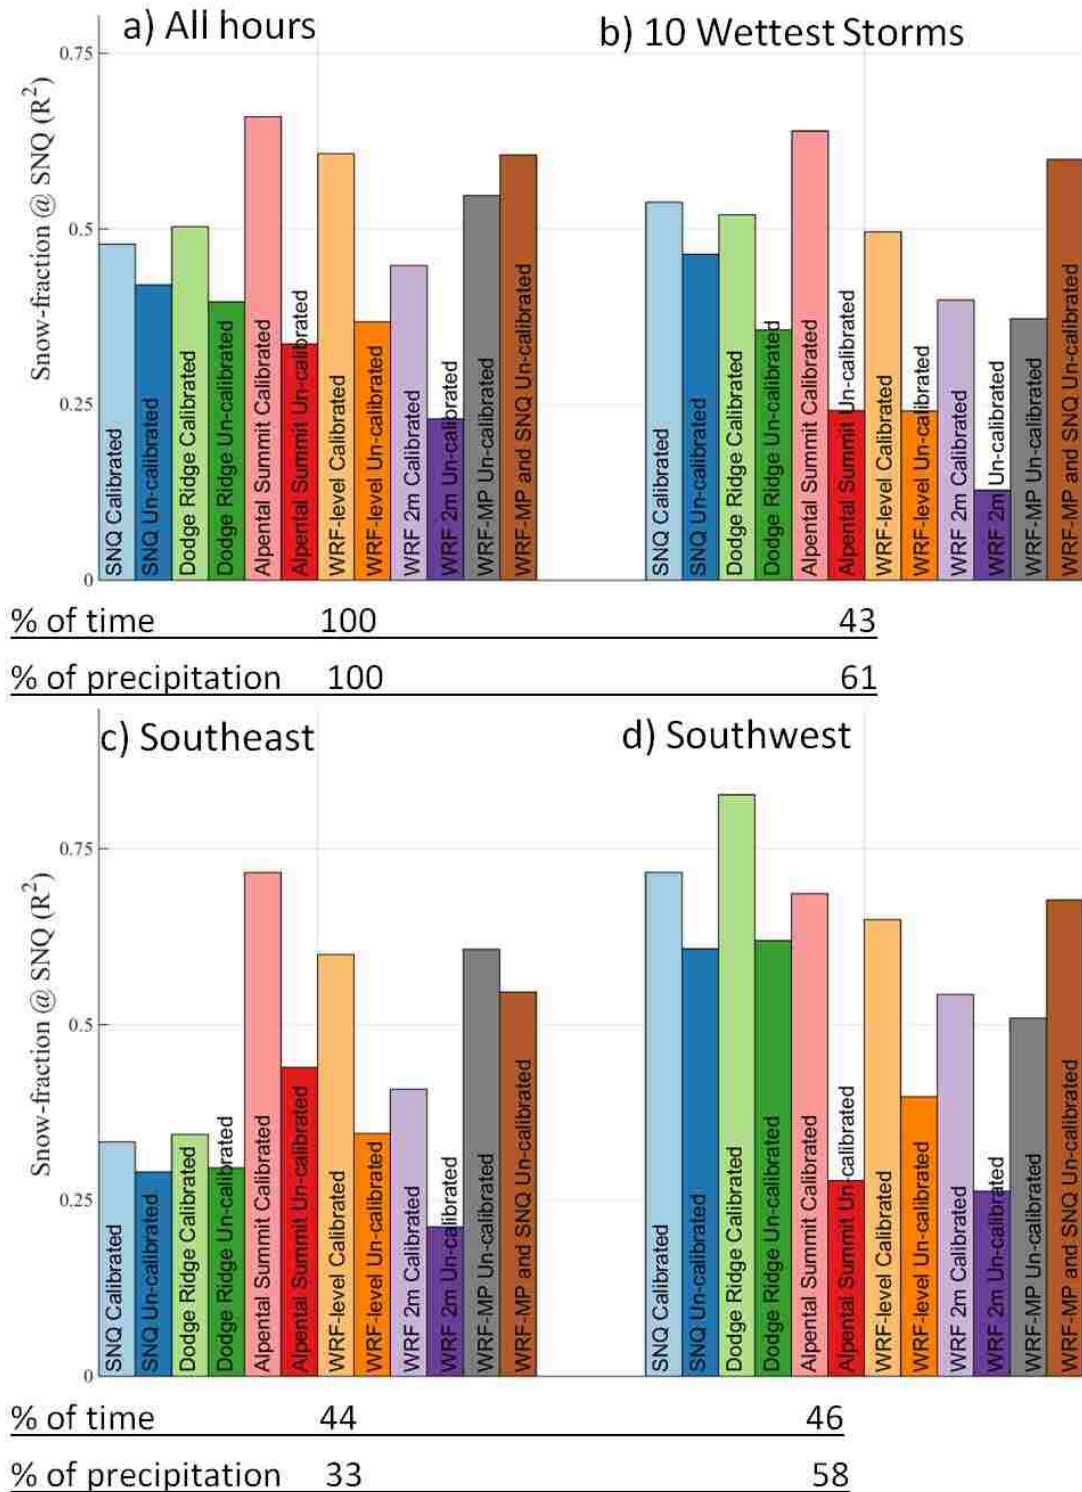 a) All hours
b) 10 Wettest Storms
Snow-fraction @ SNQ (R²)
0.75
0.5
0.25
0
SNQ Calibrated
SNQ Un-calibrated
Dodge Ridge Calibrated
Dodge Ridge Un-calibrated
Alpental Summit Calibrated
Alpental Summit Un-calibrated
WRF-level Calibrated
WRF-level Un-calibrated
WRF 2m Calibrated
WRF 2m Un-calibrated
WRF-MP Un-calibrated
WRF-MP and SNQ Un-calibrated
SNQ Calibrated
SNQ Un-calibrated
Dodge Ridge Calibrated
Dodge Ridge Un-calibrated
Alpental Summit Calibrated
Alpental Summit Un-calibrated
WRF-level Calibrated
WRF-level Un-calibrated
WRF 2m Calibrated
WRF 2m Un-calibrated
WRF-MP Un-calibrated
WRF-MP and SNQ Un-calibrated
% of time 100 43
% of precipitation 100 61
c) Southeast
d) Southwest
Snow-fraction @ SNQ (R²)
0.75
0.5
0.25
0
SNQ Calibrated
SNQ Un-calibrated
Dodge Ridge Calibrated
Dodge Ridge Un-calibrated
Alpental Summit Calibrated
Alpental Summit Un-calibrated
WRF-level Calibrated
WRF-level Un-calibrated
WRF 2m Calibrated
WRF 2m Un-calibrated
WRF-MP Un-calibrated
WRF-MP and SNQ Un-calibrated
SNQ Calibrated
SNQ Un-calibrated
Dodge Ridge Calibrated
Dodge Ridge Un-calibrated
Alpental Summit Calibrated
Alpental Summit Un-calibrated
WRF-level Calibrated
WRF-level Un-calibrated
WRF 2m Calibrated
WRF 2m Un-calibrated
WRF-MP Un-calibrated
WRF-MP and SNQ Un-calibrated
% of time 44 46
% of precipitation 33 58